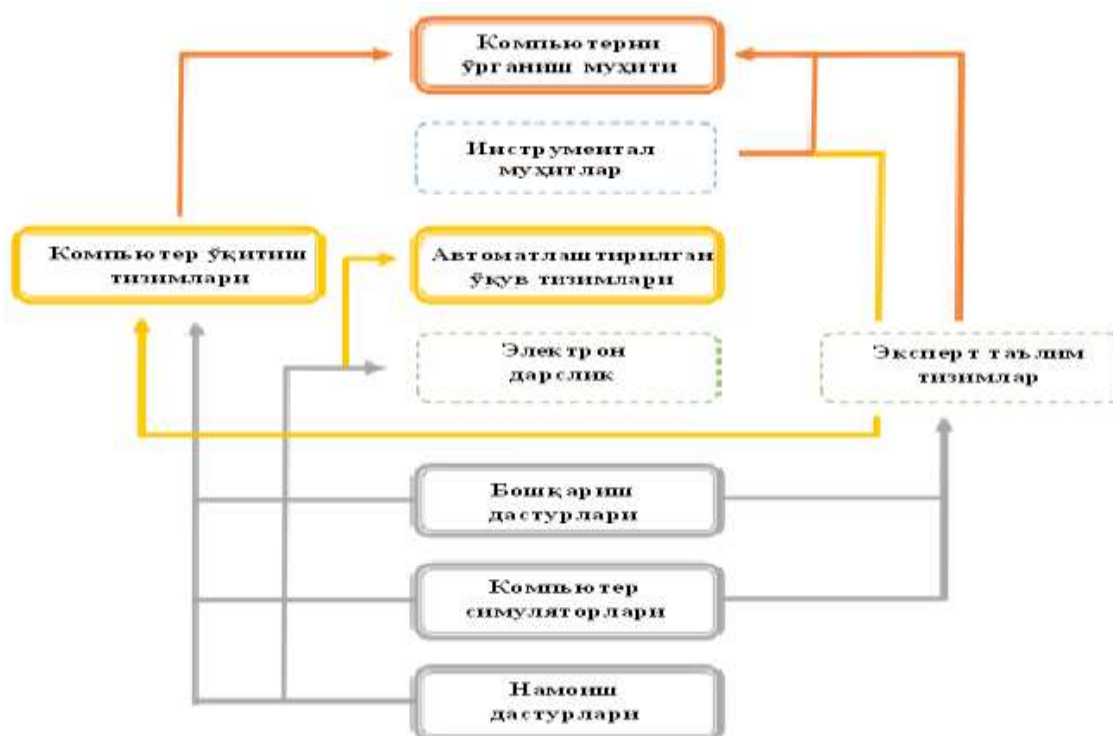 Компьютерни
ўрганиш муҳити
Инструментал
муҳитлар
Компьютер ўқитиш
тизимлари
Автоматлаштирилган
ўқув тизимлари
Электрон
дарслик
Эксперт таълим
тизимлар
Бошқариш
дастурлари
Компьютер
симуляторлари
Намоиш
дастурлари